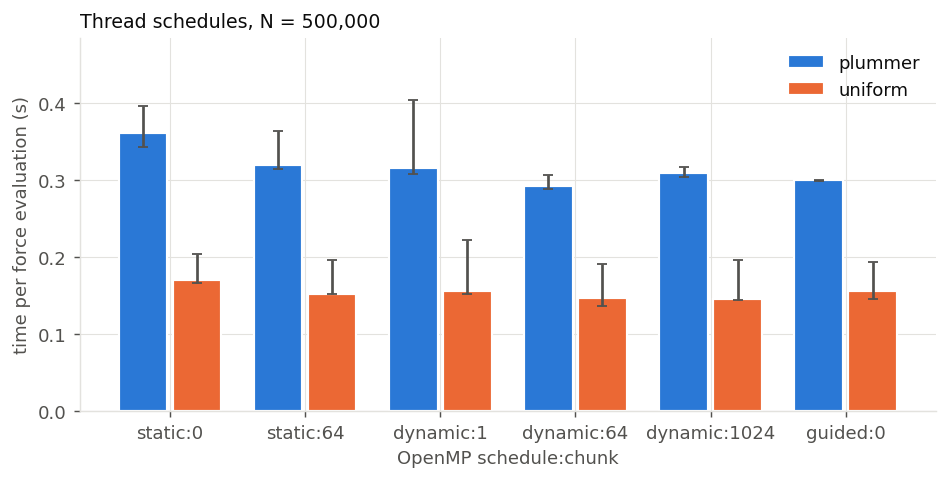 Thread schedules, N = 500,000
plummer
uniform
time per force evaluation (s)
0.4
0.3
0.2
0.1
0.0
static:0
static:64
dynamic:1
dynamic:64
dynamic:1024
guided:0
OpenMP schedule:chunk